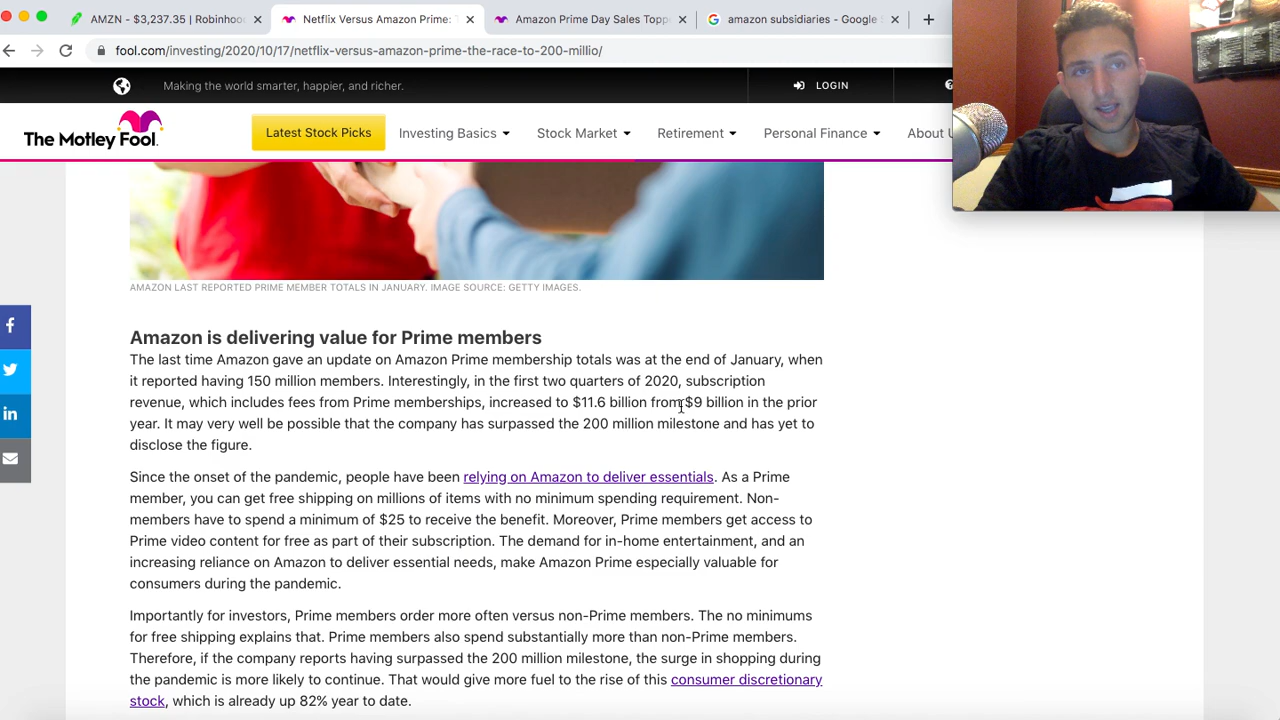 AMZN - $3,237.35 | Robinhoo
Netflix Versus Amazon Prime: T
Amazon Prime Day Sales Topp
amazon subsidiaries - Google
fool.com/investing/2020/10/17/netflix-versus-amazon-prime-the-race-to-200-millio/
Making the world smarter, happier, and richer.
LOGIN
The Motley Fool.
Latest Stock Picks
Investing Basics
Stock Market
Retirement
Personal Finance
About U
AMAZON LAST REPORTED PRIME MEMBER TOTALS IN JANUARY. IMAGE SOURCE: GETTY IMAGES.
Amazon is delivering value for Prime members
The last time Amazon gave an update on Amazon Prime membership totals was at the end of January, when
it reported having 150 million members. Interestingly, in the first two quarters of 2020, subscription
revenue, which includes fees from Prime memberships, increased to $11.6 billion from $9 billion in the prior
year. It may very well be possible that the company has surpassed the 200 million milestone and has yet to
disclose the figure.
Since the onset of the pandemic, people have been relying on Amazon to deliver essentials. As a Prime
member, you can get free shipping on millions of items with no minimum spending requirement. Non-
members have to spend a minimum of $25 to receive the benefit. Moreover, Prime members get access to
Prime video content for free as part of their subscription. The demand for in-home entertainment, and an
increasing reliance on Amazon to deliver essential needs, make Amazon Prime especially valuable for
consumers during the pandemic.
Importantly for investors, Prime members order more often versus non-Prime members. The no minimums
for free shipping explains that. Prime members also spend substantially more than non-Prime members.
Therefore, if the company reports having surpassed the 200 million milestone, the surge in shopping during
the pandemic is more likely to continue. That would give more fuel to the rise of this consumer discretionary
stock, which is already up 82% year to date.